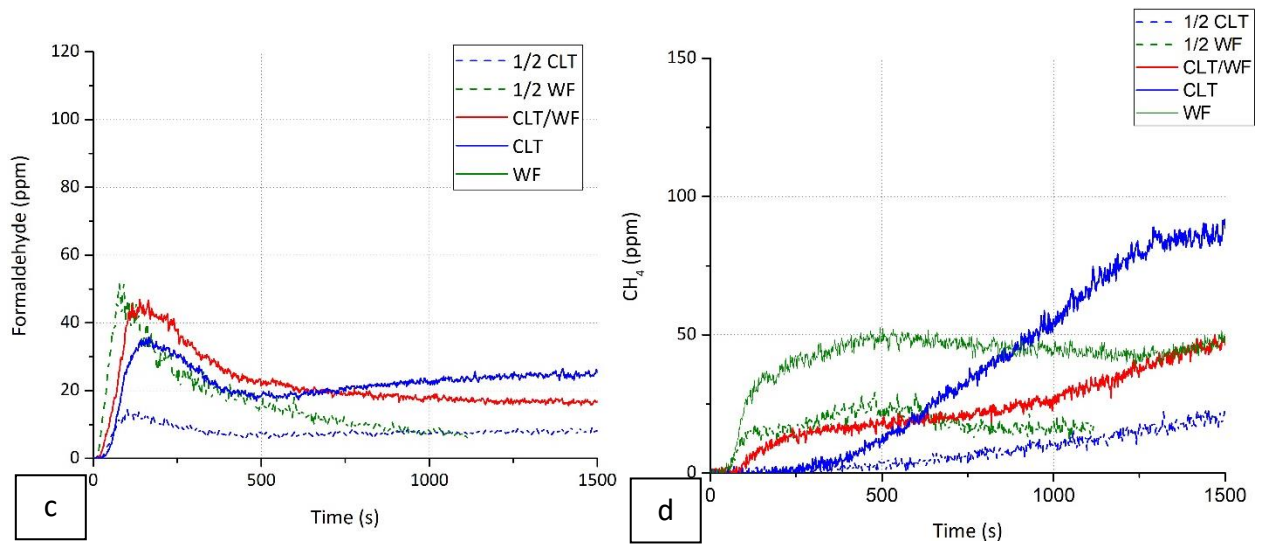 120
100
80
60
40
20
0
Formaldehyde (ppm)
0 500 1000 1500
Time (s)
1/2 CLT
1/2 WF
CLT/WF
CLT
WF
c
150
100
50
0
CH₄ (ppm)
0 500 1000 1500
Time (s)
1/2 CLT
1/2 WF
CLT/WF
CLT
WF
d